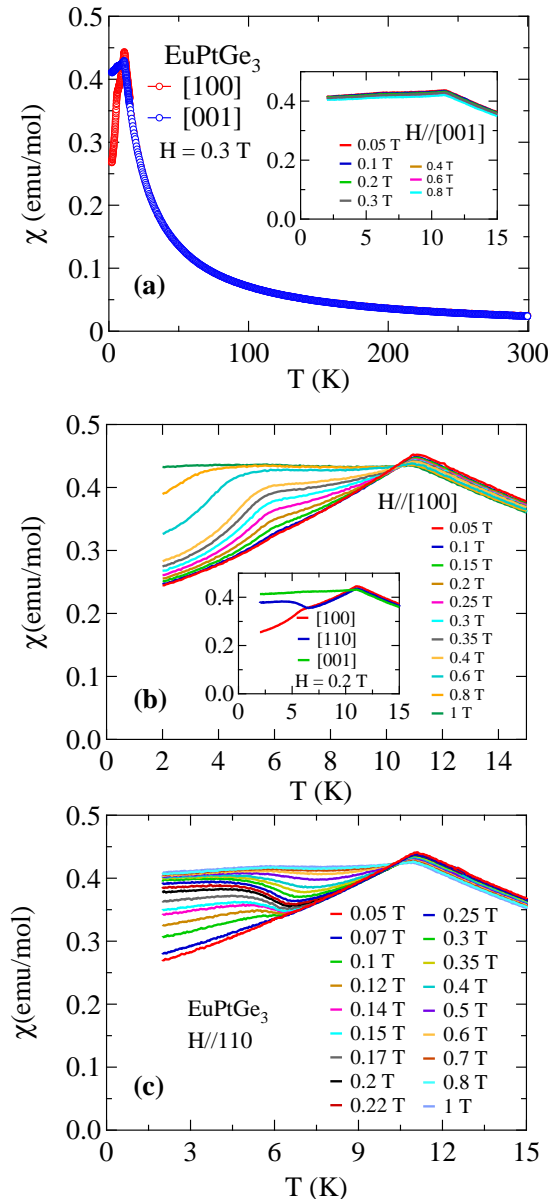 0.5
0.4
0.3
0.2
0.1
0
χ (emu/mol)
EuPtGe3
[100]
[001]
H = 0.3 T
(a)
0.4
0.2
0.0
0
5
10
15
H//[001]
0.05 T
0.1 T
0.2 T
0.3 T
0.4 T
0.6 T
0.8 T
0
100
200
300
T (K)
0.5
0.4
0.3
0.2
0.1
0.0
χ(emu/mol)
H//[100]
0.05 T
0.1 T
0.15 T
0.2 T
0.25 T
0.3 T
0.35 T
0.4 T
0.6 T
0.8 T
1 T
0.4
0.2
0.0
[100]
[110]
[001]
H = 0.2 T
0
5
10
15
(b)
0
2
4
6
8
10
12
14
T (K)
0.5
0.4
0.3
0.2
0.1
0.0
χ(emu/mol)
EuPtGe3
H//110
(c)
0.05 T
0.07 T
0.1 T
0.12 T
0.14 T
0.15 T
0.17 T
0.2 T
0.22 T
0.25 T
0.3 T
0.35 T
0.4 T
0.5 T
0.6 T
0.7 T
0.8 T
1 T
0
3
6
9
12
15
T (K)